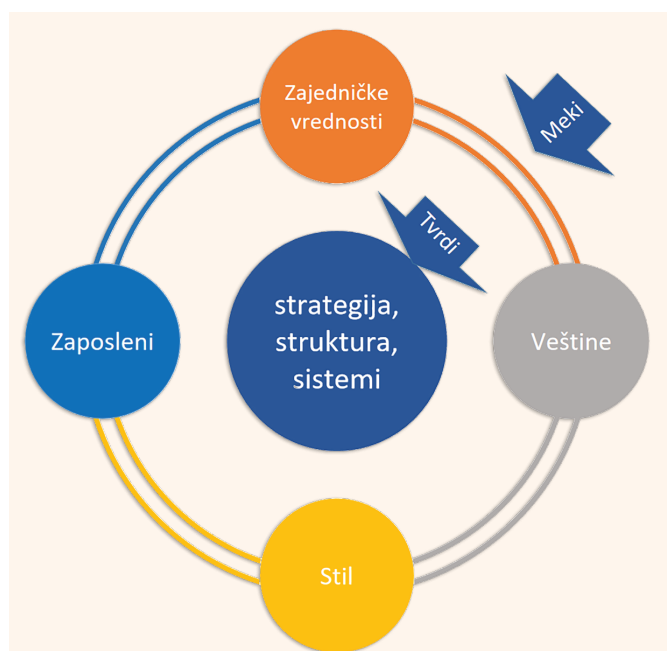 Zajedničke
vrednosti
Meki
Tvrdi
strategija,
struktura,
sistemi
Zaposleni
Veštine
Stil